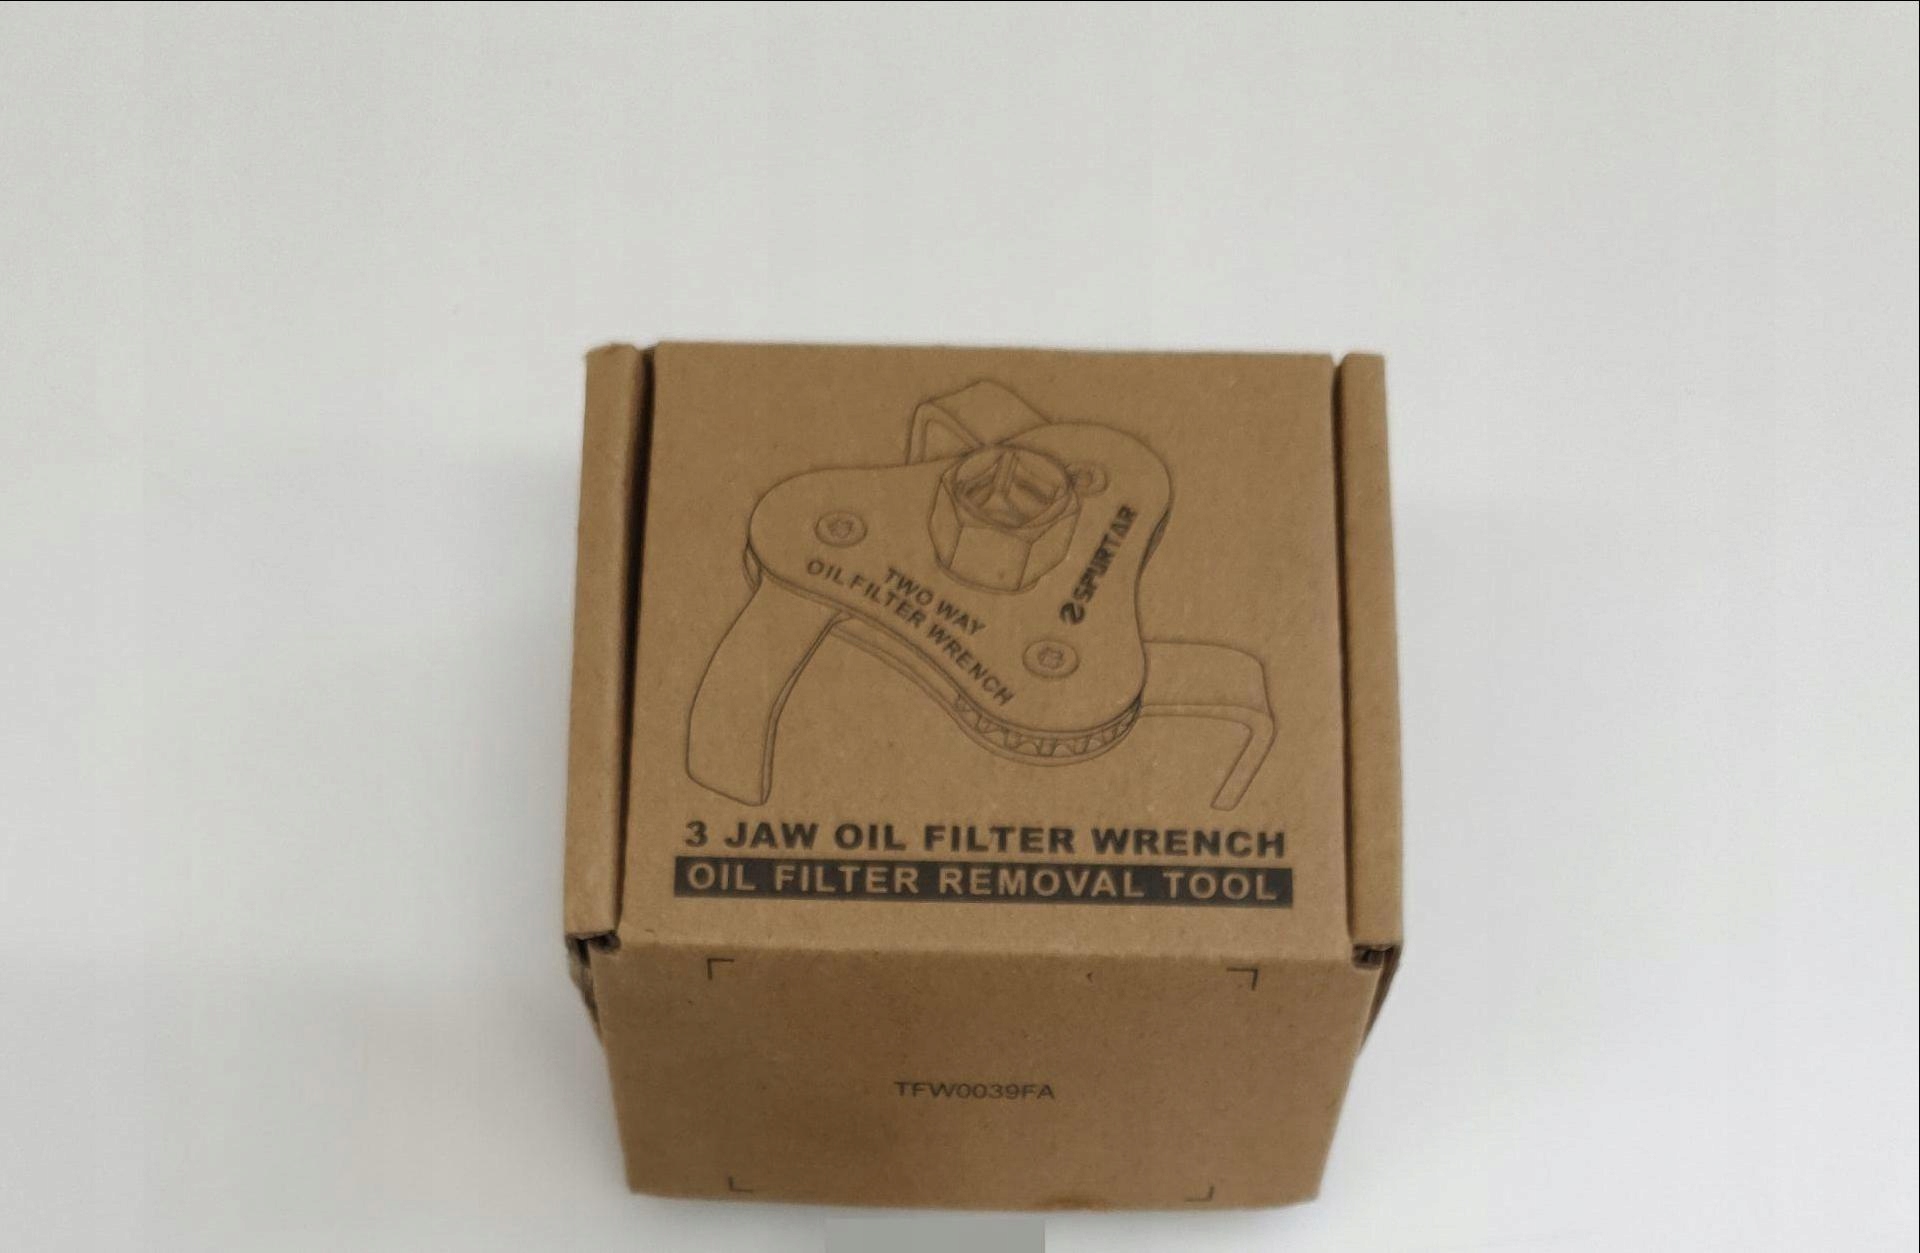 SPURTAR
TWO WAY
OIL FILTER WRENCH
3 JAW OIL FILTER WRENCH
OIL FILTER REMOVAL TOOL
TFW0039FA